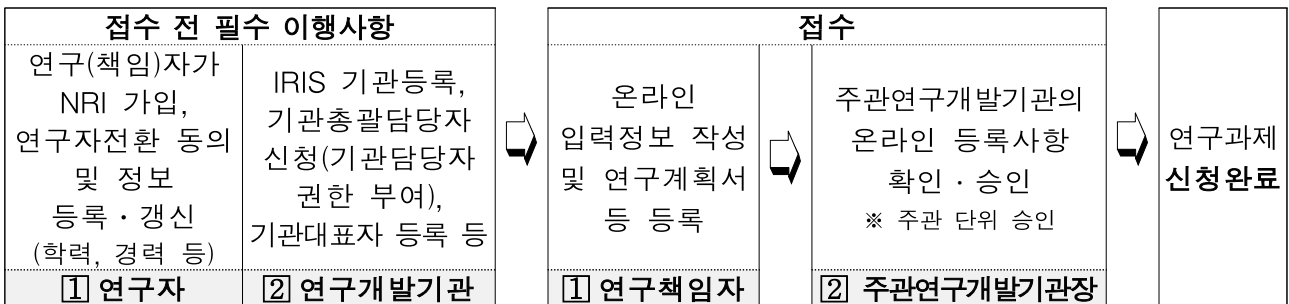 접수 전 필수 이행사항
연구(책임)자가
NRI 가입,
연구자전환 동의
및 정보
등록·갱신
(학력, 경력 등)
1 연구자
IRIS 기관등록,
기관총괄담당자
신청(기관담당자
권한 부여),
기관대표자 등록 등
2 연구개발기관
접수
온라인
입력정보 작성
및 연구계획서
등 등록
1 연구책임자
주관연구개발기관의
온라인 등록사항
확인·승인
※ 주관 단위 승인
2 주관연구개발기관장
연구과제
신청완료